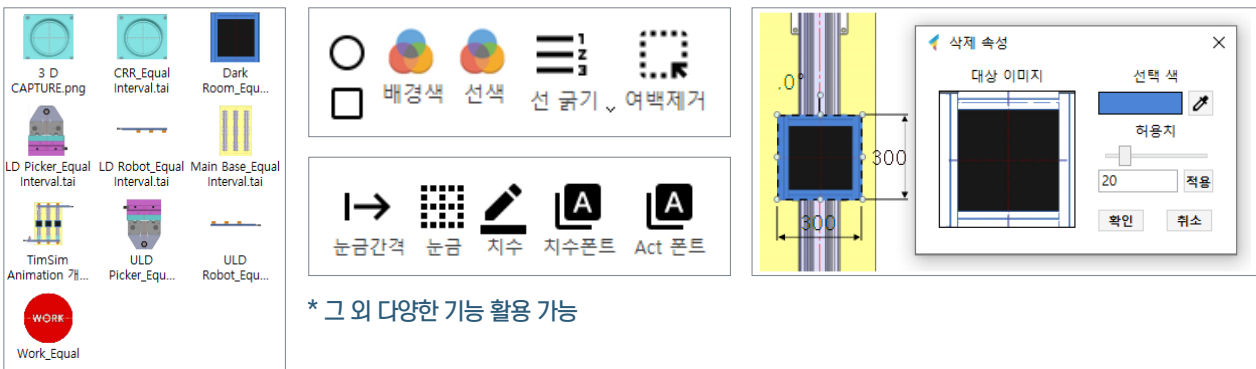 3 D
CAPTURE.png
CRR_Equal
Interval.tai
Dark
Room_Equ...
LD Picker_Equal
Interval.tai
LD Robot_Equal
Interval.tai
Main Base_Equal
Interval.tai
TimSim
Animation 개...
ULD
Picker_Equ...
ULD
Robot_Equ...
WORK
Work_Equal
배경색
선색
1
2
3
선 굵기
여백제거
눈금간격
눈금
치수
A
치수폰트
A
Act 폰트
* 그 외 다양한 기능 활용 가능
.0°
300
300
삭제 속성
대상 이미지
선택 색
허용치
20
적용
확인
취소